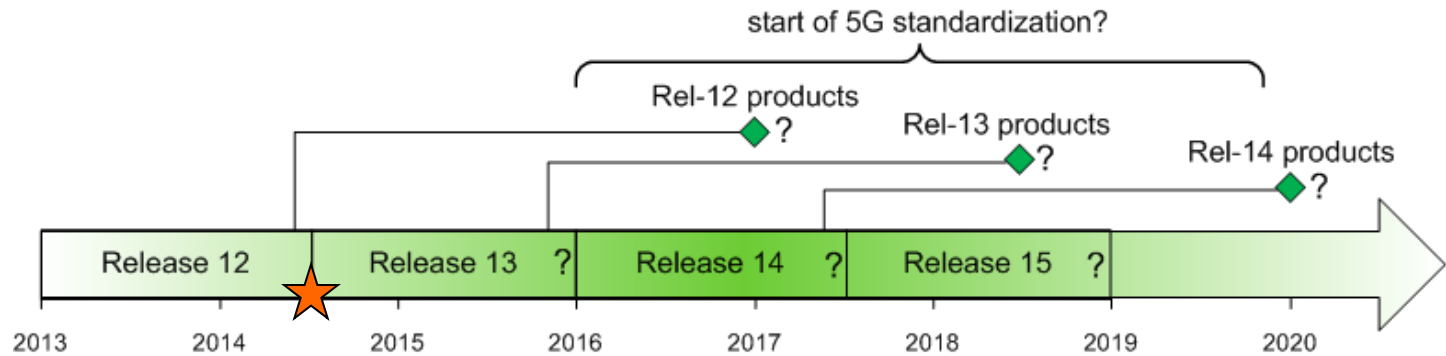 start of 5G standardization?
Rel-12 products
?
Rel-13 products
?
Rel-14 products
?
Release 12
Release 13 ?
Release 14 ?
Release 15 ?
2013 2014 2015 2016 2017 2018 2019 2020